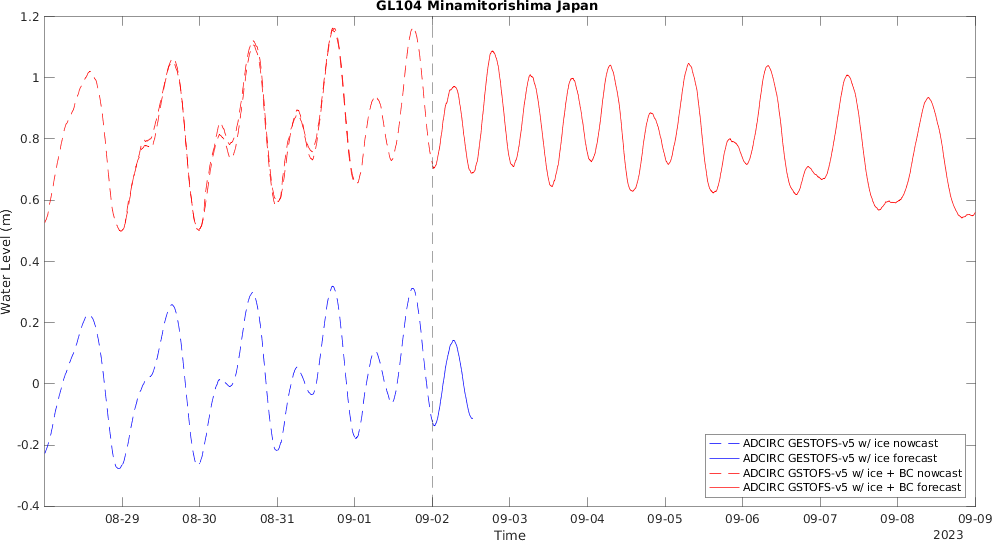 GL104 Minamitorishima Japan
1.2
1
0.8
0.6
0.4
0.2
0
-0.2
-0.4
Water Level (m)
ADCIRC GESTOFS-v5 w/ ice nowcast
ADCIRC GESTOFS-v5 w/ ice forecast
ADCIRC GSTOFS-v5 w/ ice + BC nowcast
ADCIRC GSTOFS-v5 w/ ice + BC forecast
08-29 08-30 08-31 09-01 09-02 09-03 09-04 09-05 09-06 09-07 09-08 09-09
Time
2023